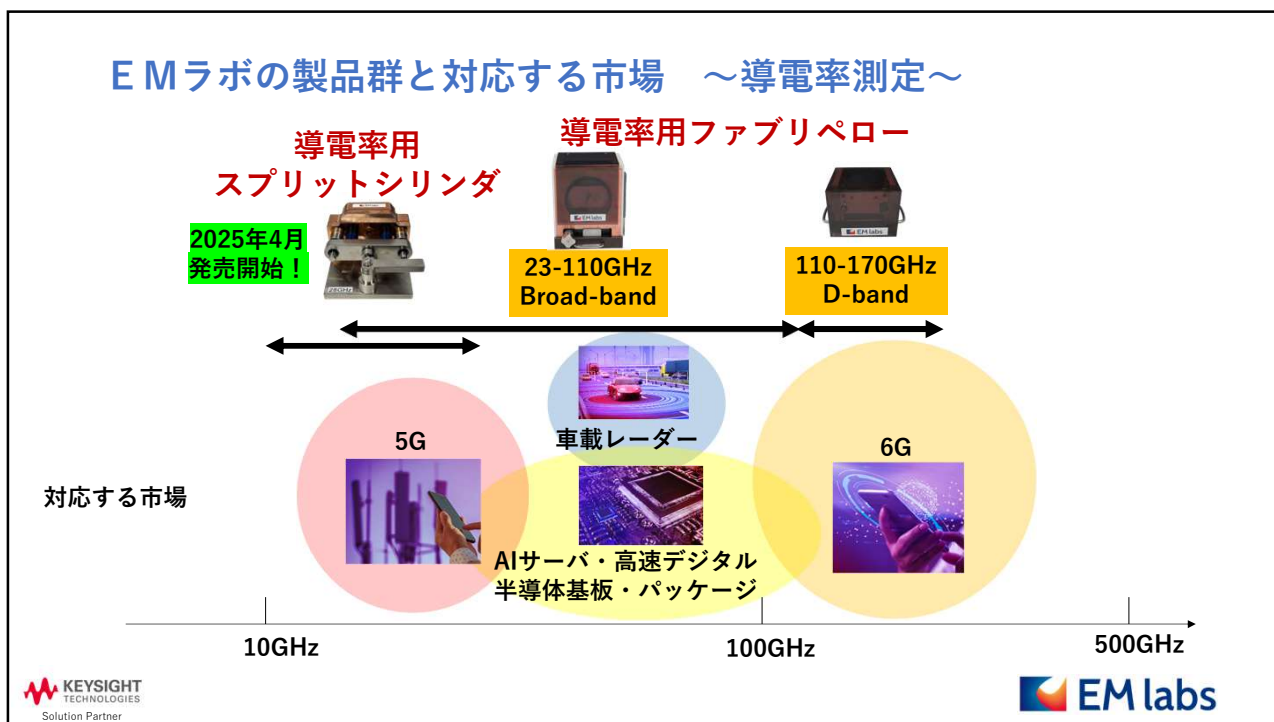 ＥＭラボの製品群と対応する市場　～導電率測定～
導電率用
スプリットシリンダ
導電率用ファブリペロー
2025年4月
発売開始！
EM labs
EM labs
28GHz
23-110GHz
Broad-band
110-170GHz
D-band
5G
車載レーダー
6G
対応する市場
AIサーバ・高速デジタル
半導体基板・パッケージ
10GHz
100GHz
500GHz
KEYSIGHT
TECHNOLOGIES
Solution Partner
EM labs